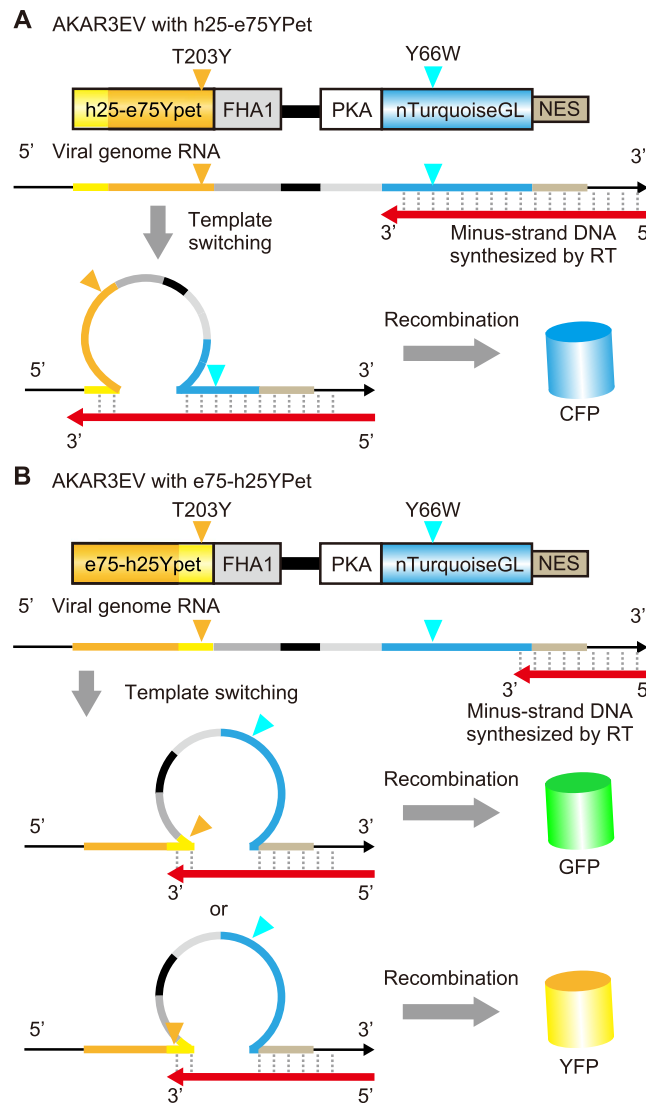 A AKAR3EV with h25-e75YPet
T203Y
Y66W
h25-e75Ypet FHA1 PKA nTurquoiseGL NES
5’ Viral genome RNA 3’
Template
switching
3’ Minus-strand DNA 5’
synthesized by RT
Recombination
5’ 3’
3’ 5’
CFP
B AKAR3EV with e75-h25YPet
T203Y Y66W
e75-h25Ypet FHA1 PKA nTurquoiseGL NES
5’ Viral genome RNA 3’
Template switching
3’ 5’
Minus-strand DNA
synthesized by RT
Recombination
5’ 3’
3’ 5’
GFP
or
Recombination
5’ 3’
3’ 5’
YFP